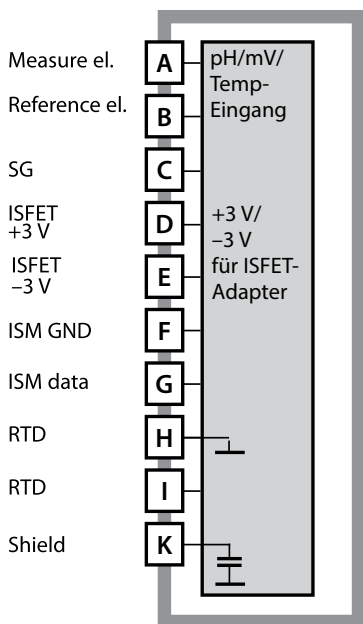 Measure el.
A
pH/mV/
Temp-
Eingang
Reference el.
B
SG
C
ISFET
+3 V
D
+3 V/
–3 V
für ISFET-
Adapter
ISFET
–3 V
E
ISM GND
F
ISM data
G
RTD
H
RTD
I
Shield
K